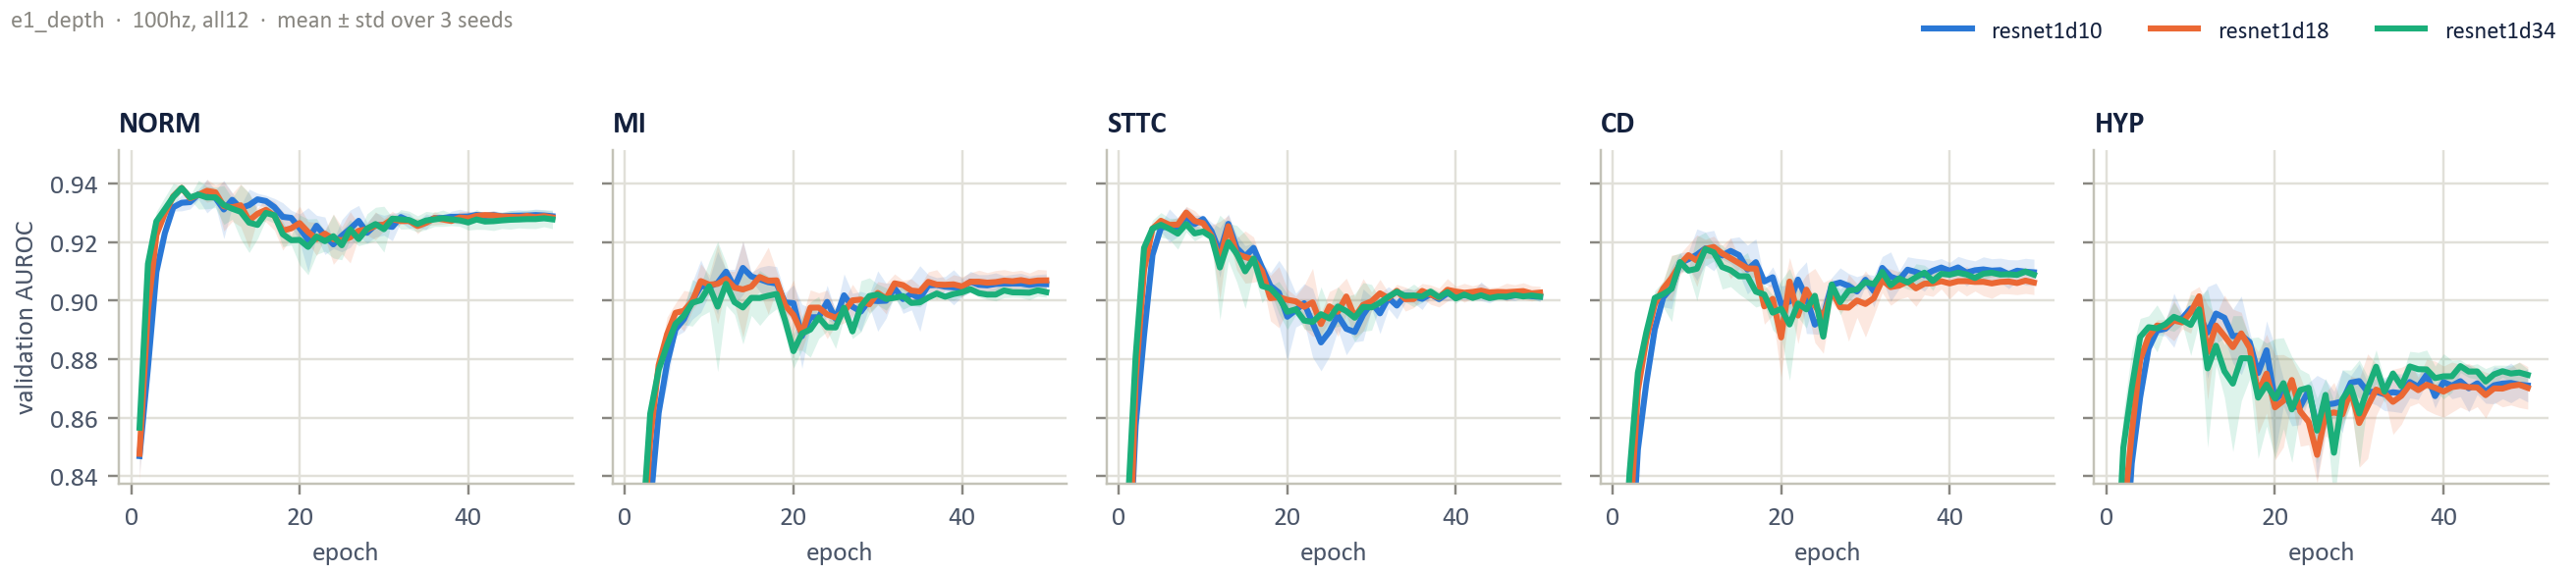 e1_depth · 100hz, all12 · mean ± std over 3 seeds
resnet1d10 resnet1d18 resnet1d34
NORM MI STTC CD HYP
validation AUROC
0.94
0.92
0.90
0.88
0.86
0.84
0 20 40 0 20 40 0 20 40 0 20 40 0 20 40
epoch epoch epoch epoch epoch